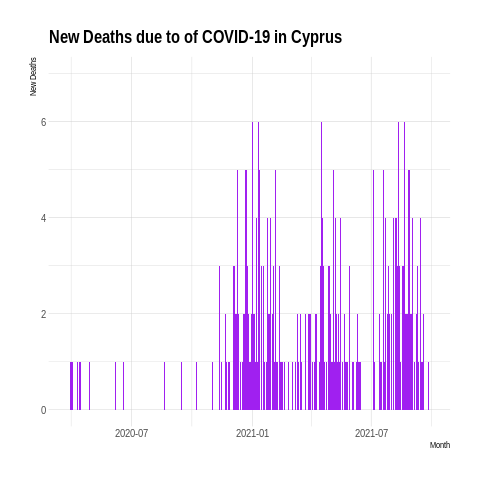 New Deaths due to of COVID-19 in Cyprus
New Deaths
6
4
2
0
2020-07
2021-01
2021-07
Month